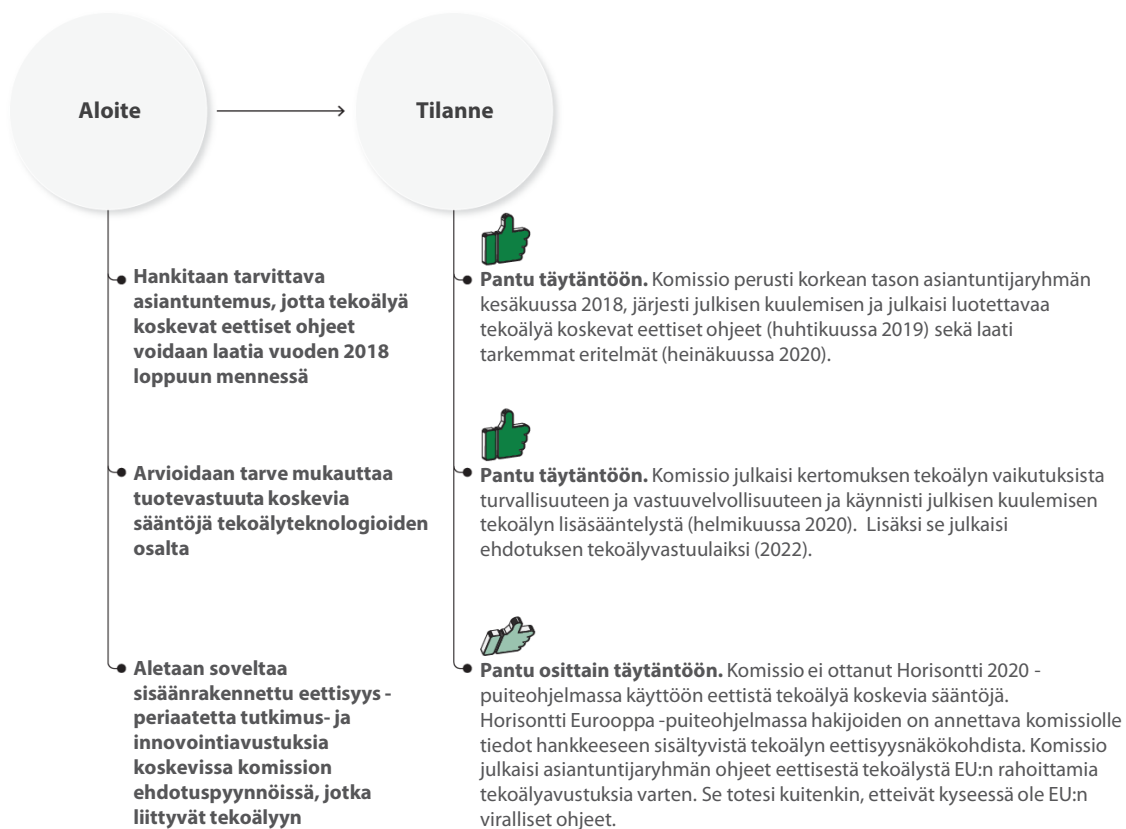 Aloite
Tilanne
Hankitaan tarvittava
asiantuntemus, jotta tekoälyä
koskevat eettiset ohjeet
voidaan laatia vuoden 2018
loppuun mennessä
Pantu täytäntöön. Komissio perusti korkean tason asiantuntijaryhmän
kesäkuussa 2018, järjesti julkisen kuulemisen ja julkaisi luotettavaa
tekoälyä koskevat eettiset ohjeet (huhtikuussa 2019) sekä laati
tarkemmat eritelmät (heinäkuussa 2020).
Arvioidaan tarve mukauttaa
tuotevastuuta koskevia
sääntöjä tekoälyteknologioiden
osalta
Pantu täytäntöön. Komissio julkaisi kertomuksen tekoälyn vaikutuksista
turvallisuuteen ja vastuuvelvollisuuteen ja käynnisti julkisen kuulemisen
tekoälyn lisäsääntelystä (helmikuussa 2020). Lisäksi se julkaisi
ehdotuksen tekoälyvastuulaiksi (2022).
Aletaan soveltaa
sisäänrakennettu eettisyys -
periaatetta tutkimus- ja
innovointiavustuksia
koskevissa komission
ehdotuspyynnöissä, jotka
liittyvät tekoälyyn
Pantu osittain täytäntöön. Komissio ei ottanut Horisontti 2020 -
puiteohjelmassa käyttöön eettistä tekoälyä koskevia sääntöjä.
Horisontti Eurooppa -puiteohjelmassa hakijoiden on annettava komissiolle
tiedot hankkeeseen sisältyvistä tekoälyn eettisyysnäkökohdista. Komissio
julkaisi asiantuntijaryhmän ohjeet eettisestä tekoälystä EU:n rahoittamia
tekoälyavustuksia varten. Se totesi kuitenkin, etteivät kyseessä ole EU:n
viralliset ohjeet.